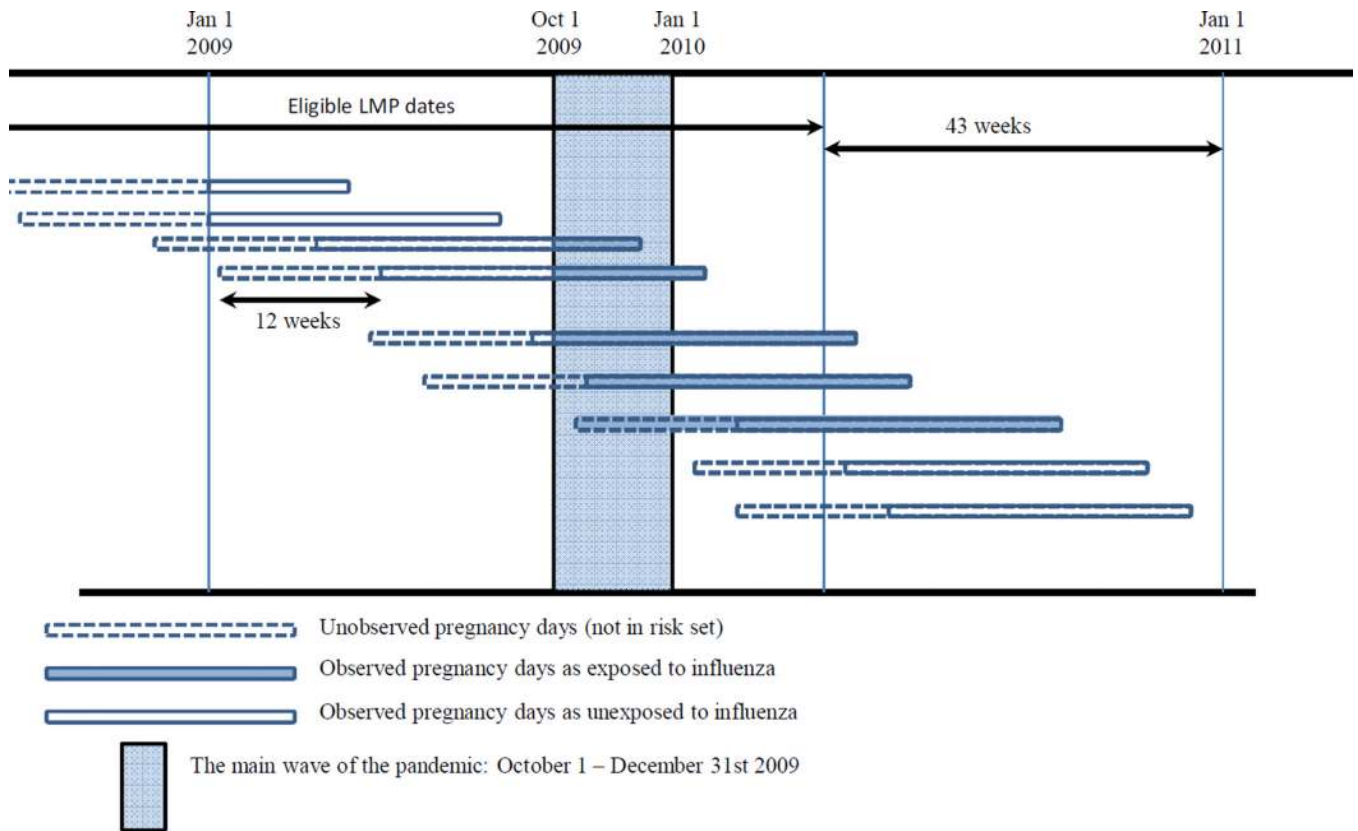 Jan 1
2009
Oct 1
2009
Jan 1
2010
Jan 1
2011
Eligible LMP dates
43 weeks
12 weeks
Unobserved pregnancy days (not in risk set)
Observed pregnancy days as exposed to influenza
Observed pregnancy days as unexposed to influenza
The main wave of the pandemic: October 1 – December 31st 2009